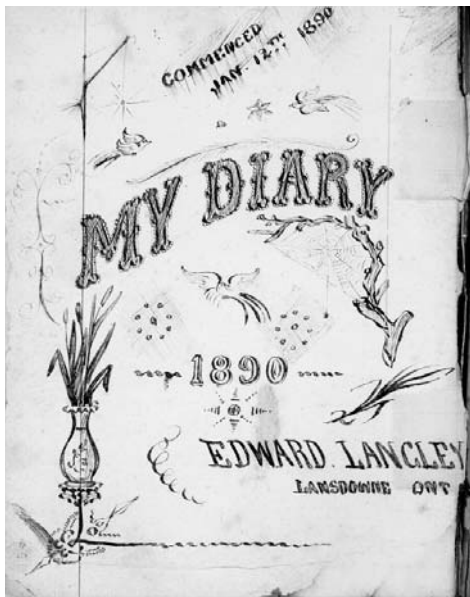 COMMENCED
JAN. 12TH 1890
MY DIARY
1890
EDWARD. LANGLEY
LANSDOWNE ONT